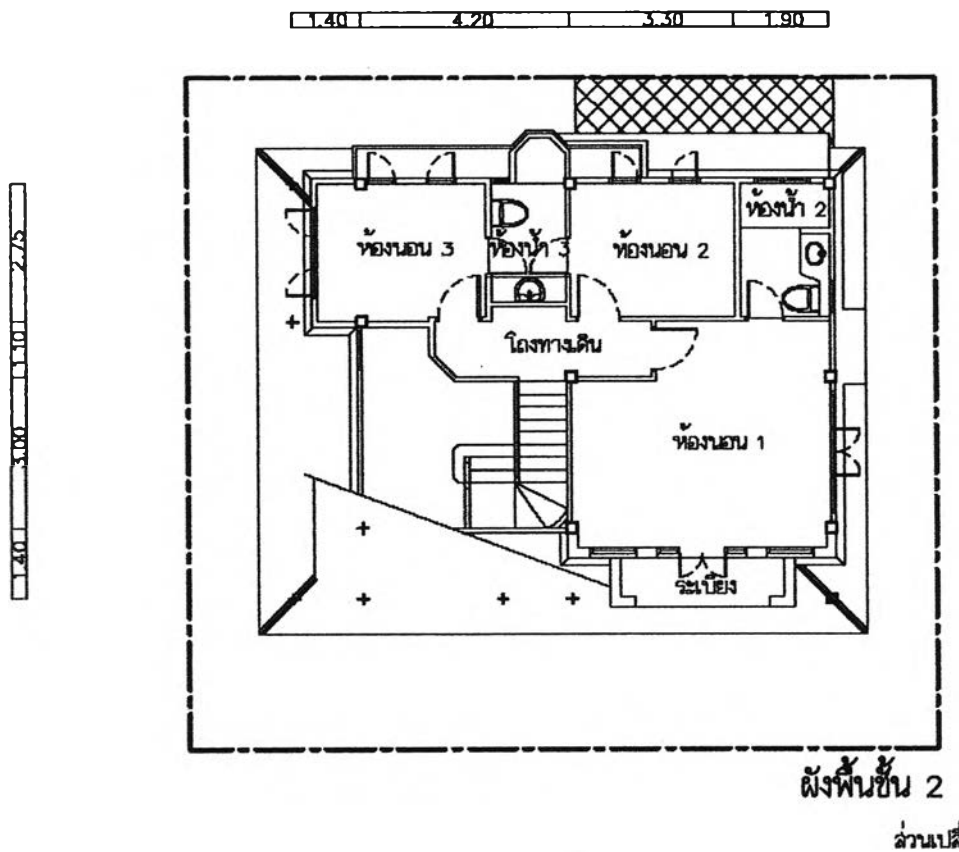 1.40 4.20 3.30 1.90
2.75
1.10
3.00
1.40
ห้องน้ำ 2
ห้องนอน 3
ห้องน้ำ 3
ห้องนอน 2
โถงทางเดิน
ห้องนอน 1
ระเบียง
ผังพื้นชั้น 2